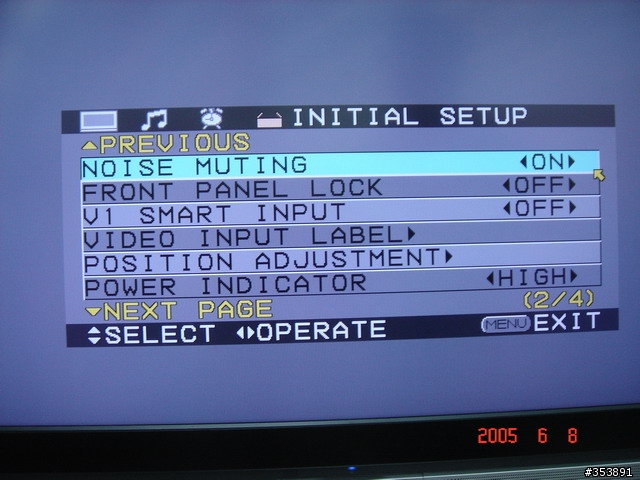 INITIAL SETUP
PREVIOUS
NOISE MUTING ON
FRONT PANEL LOCK OFF
V1 SMART INPUT OFF
VIDEO INPUT LABEL
POSITION ADJUSTMENT
POWER INDICATOR HIGH
NEXT PAGE (2/4)
SELECT OPERATE MENU EXIT
2005 6 8
#353891